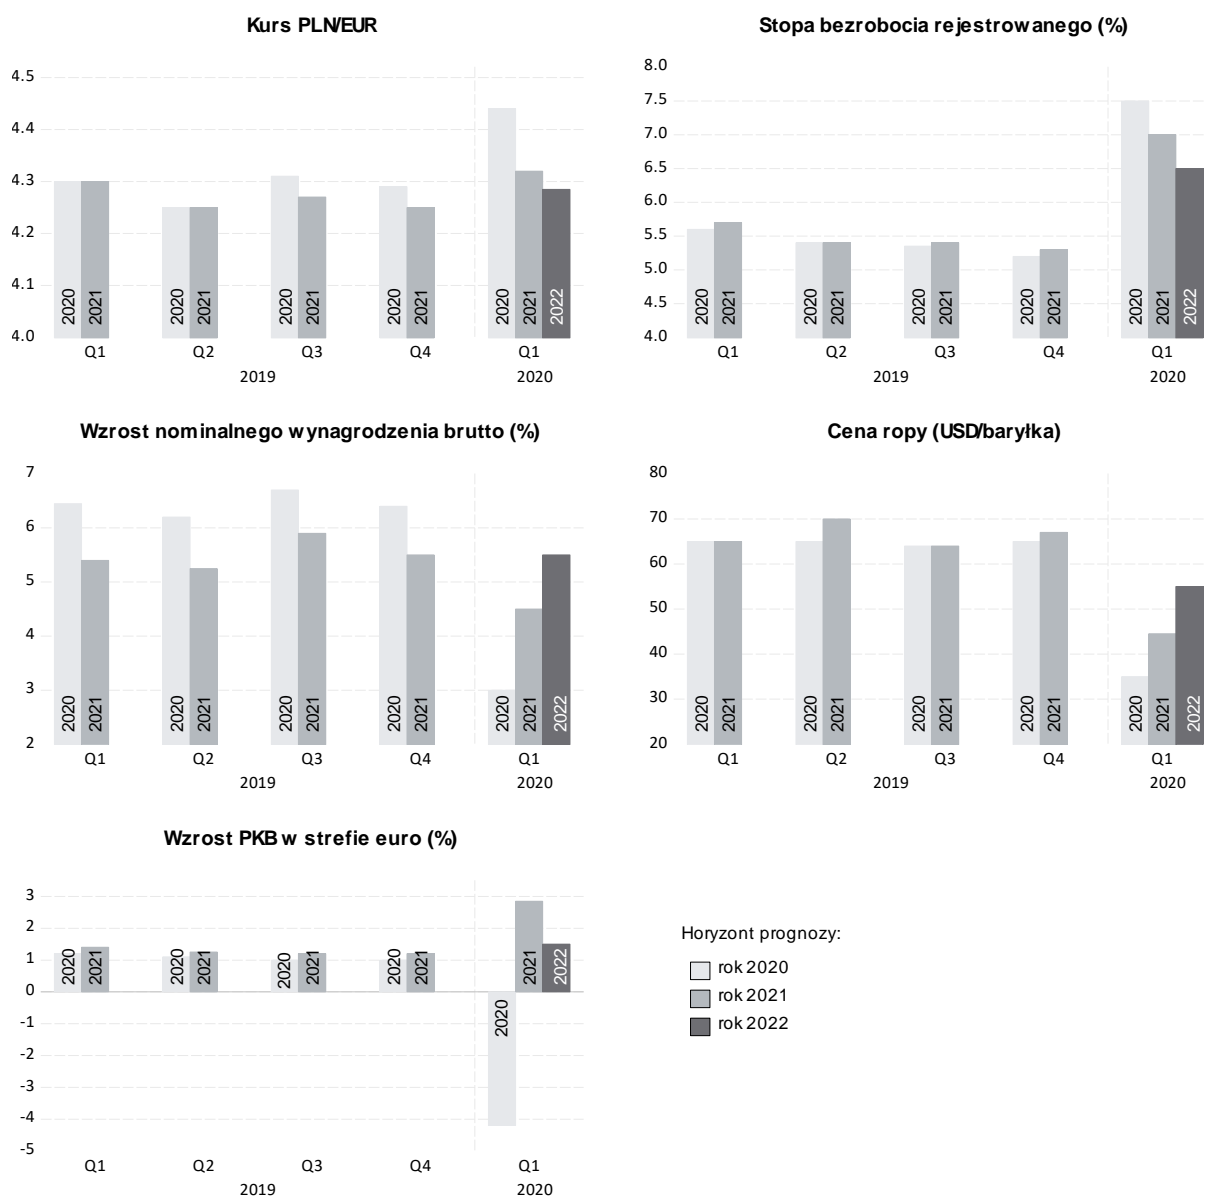 Kurs PLN/EUR
4.5
4.4
4.3
4.2
4.1
4.0
2020 2021 2020 2021 2020 2021 2020 2021 2020 2021 2022
Q1 Q2 Q3 Q4 Q1
2019 2020
Stopa bezrobocia rejestrowanego (%)
8.0
7.5
7.0
6.5
6.0
5.5
5.0
4.5
4.0
2020 2021 2020 2021 2020 2021 2020 2021 2020 2021 2022
Q1 Q2 Q3 Q4 Q1
2019 2020
Wzrost nominalnego wynagrodzenia brutto (%)
7
6
5
4
3
2
2020 2021 2020 2021 2020 2021 2020 2021 2020 2021 2022
Q1 Q2 Q3 Q4 Q1
2019 2020
Cena ropy (USD/baryłka)
80
70
60
50
40
30
20
2020 2021 2020 2021 2020 2021 2020 2021 2020 2021 2022
Q1 Q2 Q3 Q4 Q1
2019 2020
Wzrost PKB w strefie euro (%)
3
2
1
0
-1
-2
-3
-4
-5
2020 2021 2020 2021 2020 2021 2020 2021 2020 2021 2022
Q1 Q2 Q3 Q4 Q1
2019 2020
Horyzont prognozy:
rok 2020
rok 2021
rok 2022